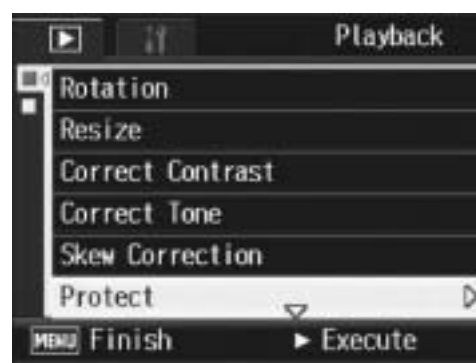 Playback
Rotation
Resize
Correct Contrast
Correct Tone
Skew Correction
Protect
MENU Finish
Execute